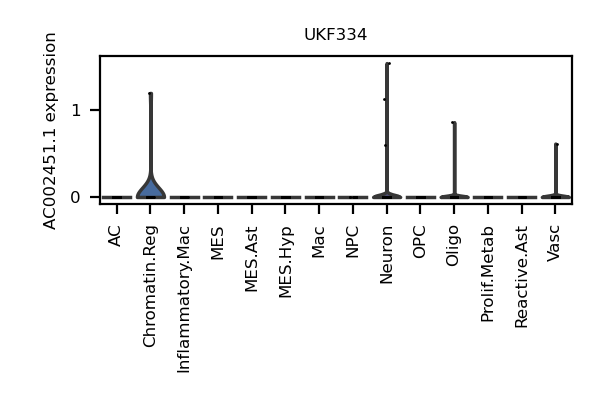 UKF334
AC002451.1 expression
1
0
AC
Chromatin.Reg
Inflammatory.Mac
MES
MES.Ast
MES.Hyp
Mac
NPC
Neuron
OPC
Oligo
Prolif.Metab
Reactive.Ast
Vasc